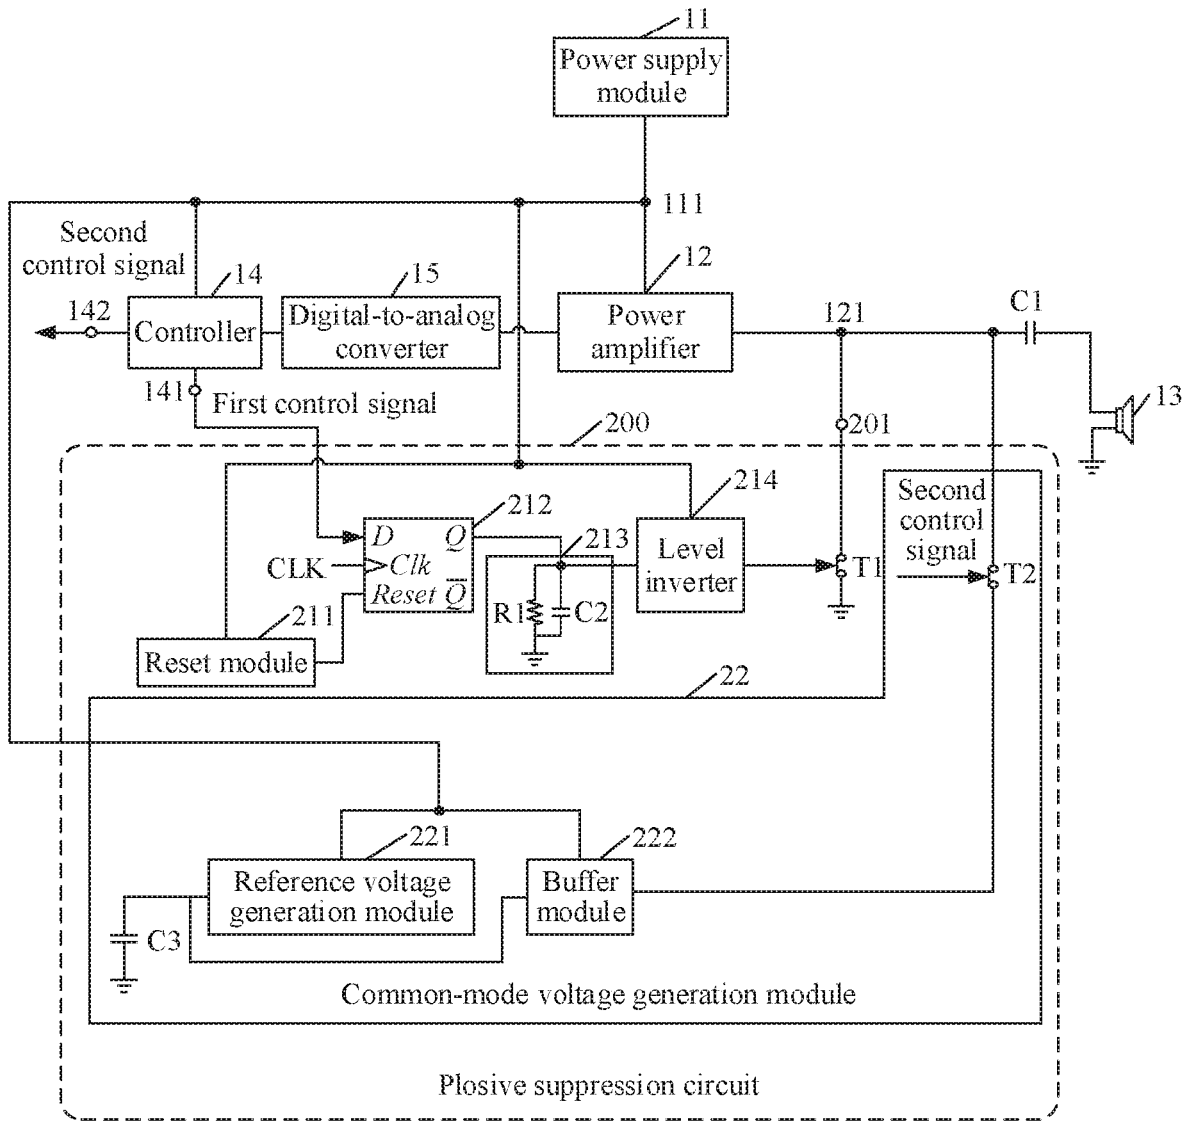 11
Power supply
module
111
Second
control signal
14
15
12
142
Controller
Digital-to-analog
converter
Power
amplifier
121
C1
13
141
First control signal
200
201
214
212
213
Second
control
signal
D Q
CLK
Clk
Reset Q̅
Level
inverter
T1
T2
R1
C2
211
Reset module
22
221
222
Reference voltage
generation module
Buffer
module
C3
Common-mode voltage generation module
Plosive suppression circuit